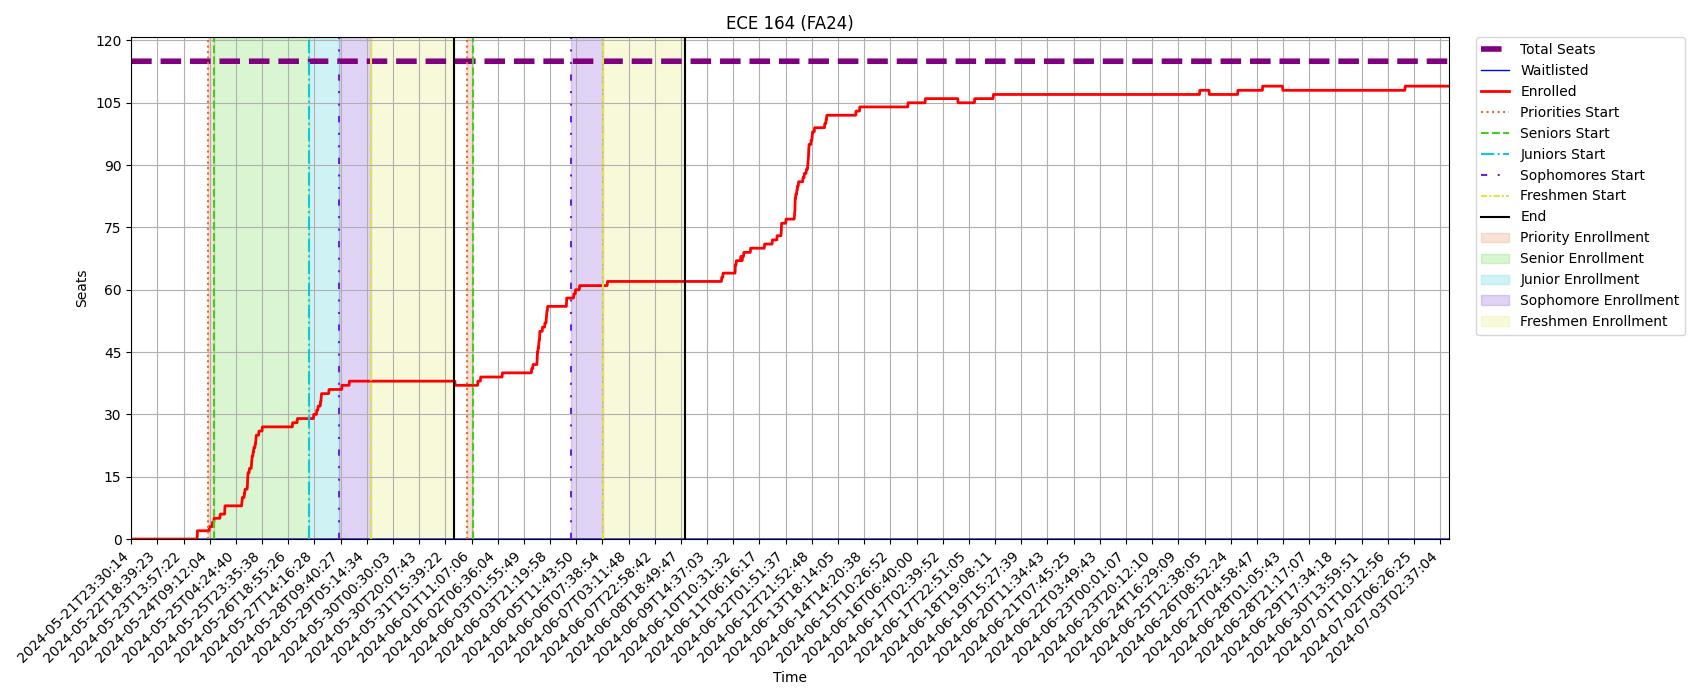 ECE 164 (FA24)
120
105
90
75
60
45
30
15
0
Seats
2024-05-21T23:30:14
2024-05-22T18:39:23
2024-05-23T13:57:22
2024-05-24T09:12:04
2024-05-25T04:24:40
2024-05-25T23:35:38
2024-05-26T18:55:26
2024-05-27T14:16:28
2024-05-28T09:40:27
2024-05-29T05:14:34
2024-05-30T00:30:03
2024-05-30T20:07:43
2024-05-31T15:39:22
2024-06-01T11:07:06
2024-06-02T06:36:04
2024-06-03T01:55:49
2024-06-03T21:19:58
2024-06-05T11:43:50
2024-06-06T07:38:54
2024-06-07T03:11:48
2024-06-07T22:58:42
2024-06-08T18:49:47
2024-06-09T14:37:03
2024-06-10T10:31:32
2024-06-11T06:16:17
2024-06-12T01:51:37
2024-06-12T21:52:48
2024-06-13T18:14:05
2024-06-14T14:20:38
2024-06-15T10:26:52
2024-06-16T06:40:00
2024-06-17T02:39:52
2024-06-17T22:51:05
2024-06-18T19:08:11
2024-06-19T15:27:39
2024-06-20T11:34:43
2024-06-21T07:45:25
2024-06-22T03:49:43
2024-06-23T00:01:07
2024-06-23T20:12:10
2024-06-24T16:29:09
2024-06-25T12:38:05
2024-06-26T08:52:24
2024-06-27T04:58:47
2024-06-28T01:05:43
2024-06-28T21:17:07
2024-06-29T17:34:18
2024-06-30T13:59:51
2024-07-01T10:12:56
2024-07-02T06:26:25
2024-07-03T02:37:04
Time
Total Seats
Waitlisted
Enrolled
Priorities Start
Seniors Start
Juniors Start
Sophomores Start
Freshmen Start
End
Priority Enrollment
Senior Enrollment
Junior Enrollment
Sophomore Enrollment
Freshmen Enrollment